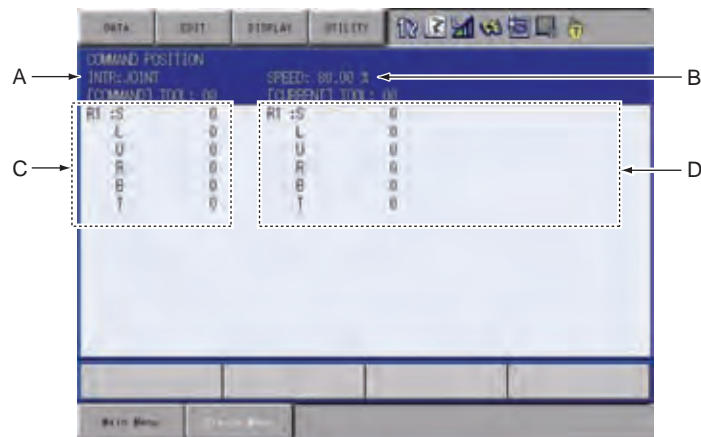 DATA EDIT DISPLAY UTILITY
COMMAND POSITION
A INTR:JOINT SPEED: 80.00 % B
[COMMAND] TOOL: 00 [CURRENT] TOOL: 00
R1 :S 0 R1 :S 0
L 0 L 0
U 0 U 0
C R 0 R 0 D
B 0 B 0
T 0 T 0
Main Menu